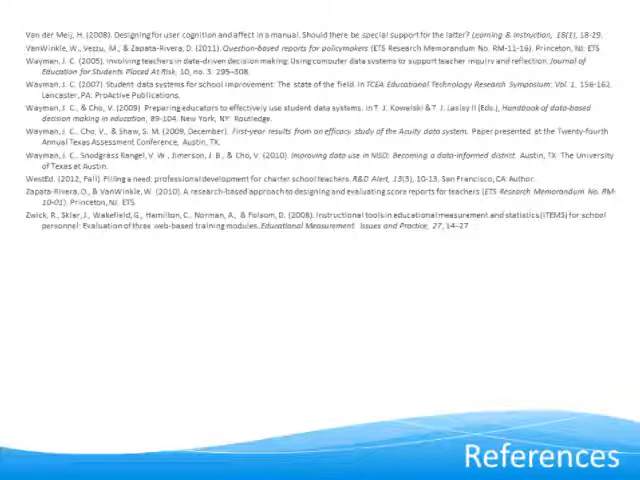 Van der Meij, H. (2008). Designing for user cognition and affect in a manual. Should there be special support for the latter? Learning & Instruction, 18(1), 18-29.
VanWinkle, W., Vezzu, M., & Zapata-Rivera, D. (2011). Question-based reports for policymakers (ETS Research Memorandum No. RM-11-16). Princeton, NJ: ETS
Wayman, J. C. (2005). Involving teachers in data-driven decision making: Using computer data systems to support teacher inquiry and reflection. Journal of
Education for Students Placed At Risk, 10, no. 3: 295–308.
Wayman, J. C. (2007). Student data systems for school improvement: The state of the field. In TCEA Educational Technology Research Symposium: Vol. 1, 156-162.
Lancaster, PA: ProActive Publications.
Wayman, J. C., & Cho, V. (2009). Preparing educators to effectively use student data systems. In T. J. Kowalski & T. J. Lasley II (Eds.), Handbook of data-based
decision making in education, 89-104. New York, NY: Routledge.
Wayman, J. C., Cho, V., & Shaw, S. M. (2009, December). First-year results from an efficacy study of the Acuity data system. Paper presented at the Twenty-fourth
Annual Texas Assessment Conference, Austin, TX.
Wayman, J. C., Snodgrass Rangel, V. W., Jimerson, J. B., & Cho, V. (2010). Improving data use in NISD: Becoming a data-informed district. Austin, TX: The University
of Texas at Austin.
WestEd. (2012, Fall). Filling a need: professional development for charter school teachers. R&D Alert, 13(3), 10-13. San Francisco, CA: Author.
Zapata-Rivera, D., & VanWinkle, W. (2010). A research-based approach to designing and evaluating score reports for teachers (ETS Research Memorandum No. RM-
10-01). Princeton, NJ: ETS.
Zwick, R., Sklar, J., Wakefield, G., Hamilton, C., Norman, A., & Folsom, D. (2008). Instructional tools in educational measurement and statistics (ITEMS) for school
personnel: Evaluation of three web-based training modules. Educational Measurement: Issues and Practice, 27, 14–27
References